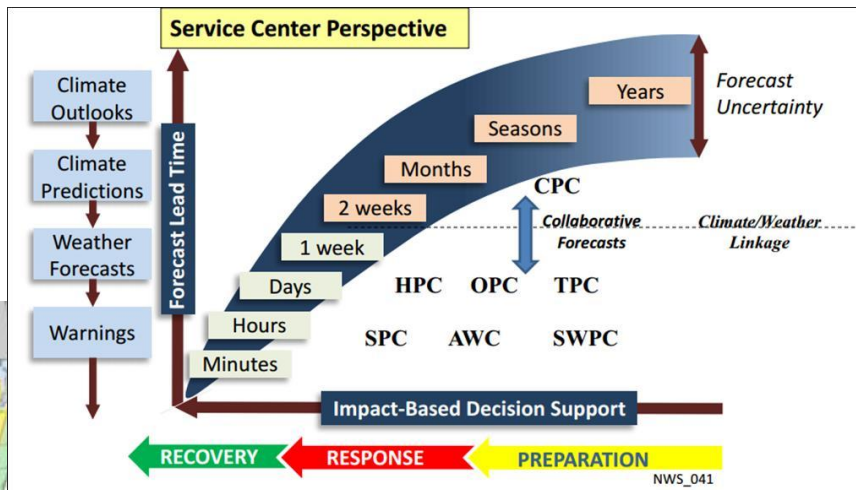 Service Center Perspective
Climate
Outlooks
Climate
Predictions
Weather
Forecasts
Warnings
Forecast Lead Time
Years
Seasons
Months
2 weeks
1 week
Days
Hours
Minutes
Forecast
Uncertainty
CPC
Collaborative
Forecasts
Climate/Weather
Linkage
HPC OPC TPC
SPC AWC SWPC
Impact-Based Decision Support
RECOVERY RESPONSE PREPARATION
NWS_041